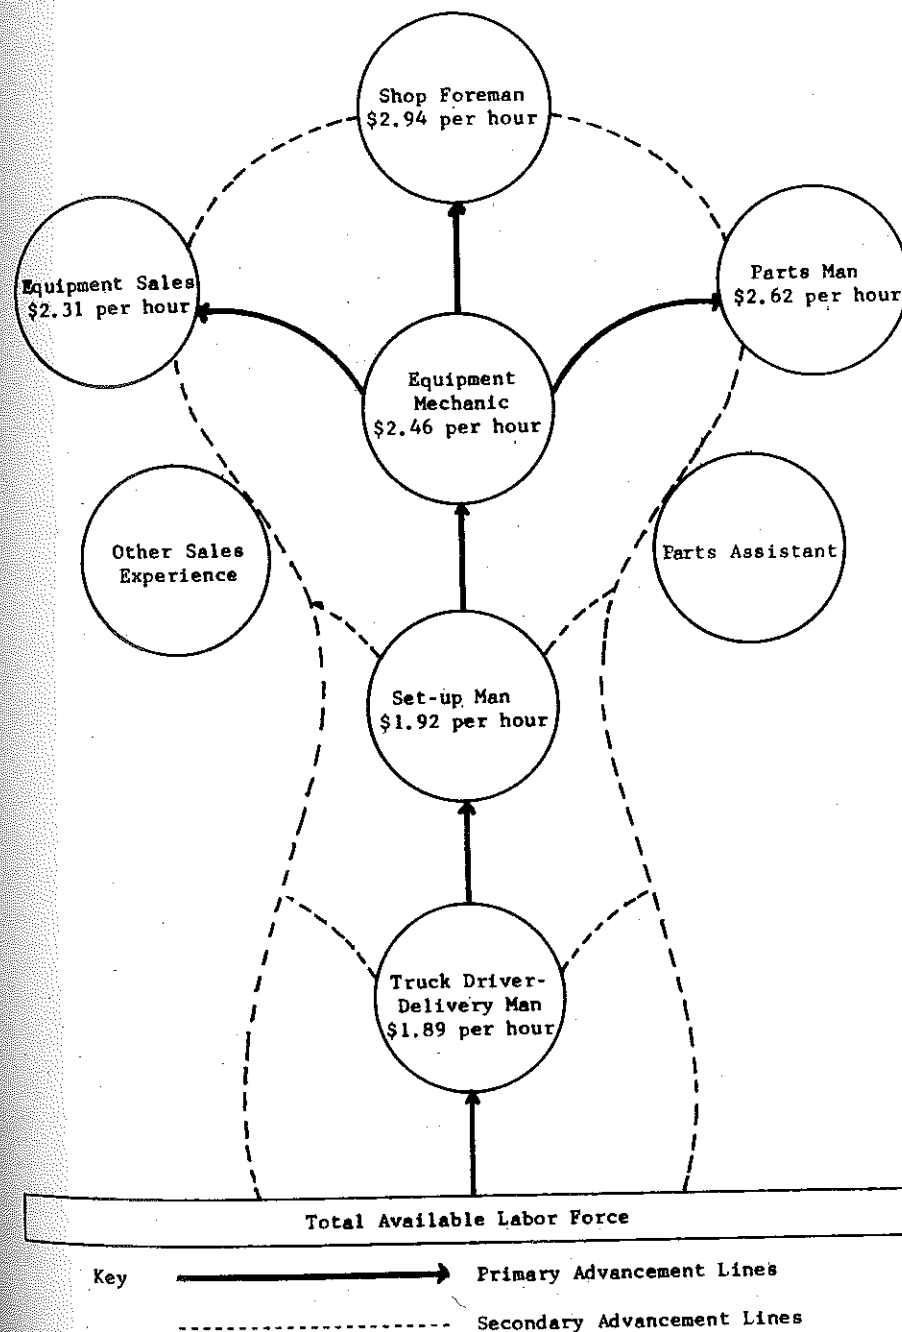 Shop Foreman
$2.94 per hour
Equipment Sales
$2.31 per hour
Parts Man
$2.62 per hour
Equipment
Mechanic
$2.46 per hour
Other Sales
Experience
Parts Assistant
Set-up Man
$1.92 per hour
Truck Driver-
Delivery Man
$1.89 per hour
Total Available Labor Force
Key
Primary Advancement Lines
Secondary Advancement Lines